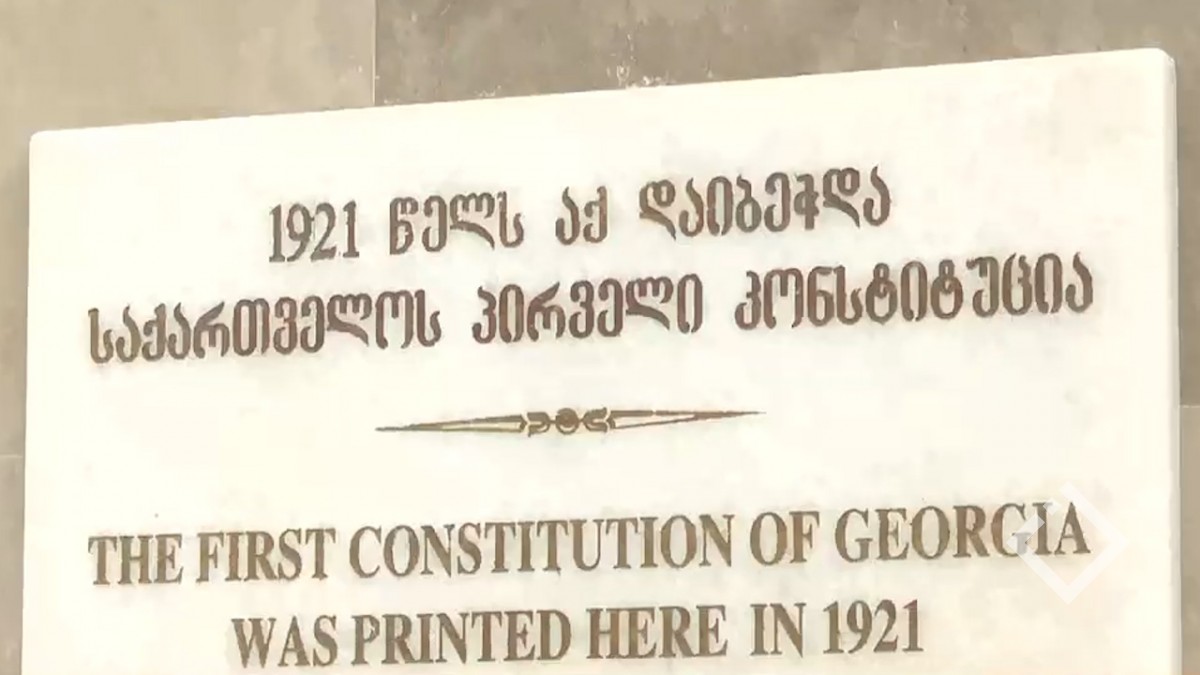 1921 წელს აქ დაიბეჭდა
საქართველოს პირველი კონსტიტუცია
THE FIRST CONSTITUTION OF GEORGIA
WAS PRINTED HERE IN 1921